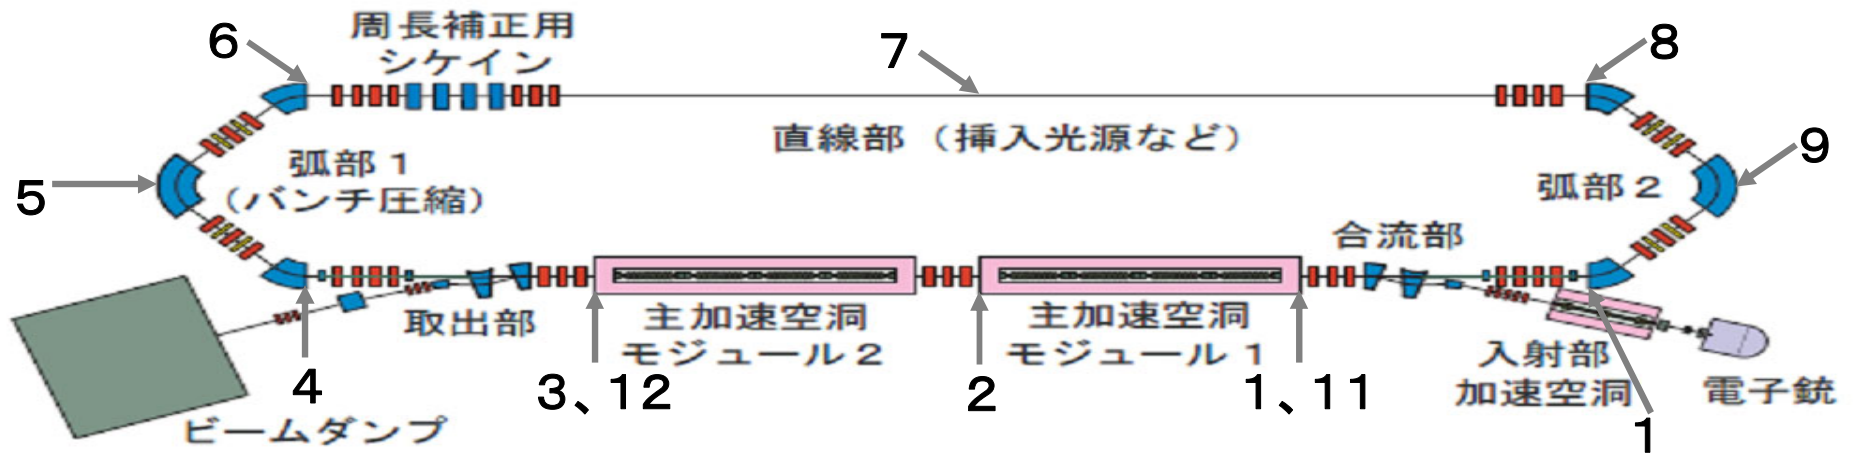 周長補正用
シケイン
6
7
8
直線部（挿入光源など）
弧部１
（バンチ圧縮）
5
弧部２
9
合流部
取出部
主加速空洞
モジュール２
主加速空洞
モジュール１
入射部
加速空洞
電子銃
4
3、12
2
1、11
1
ビームダンプ